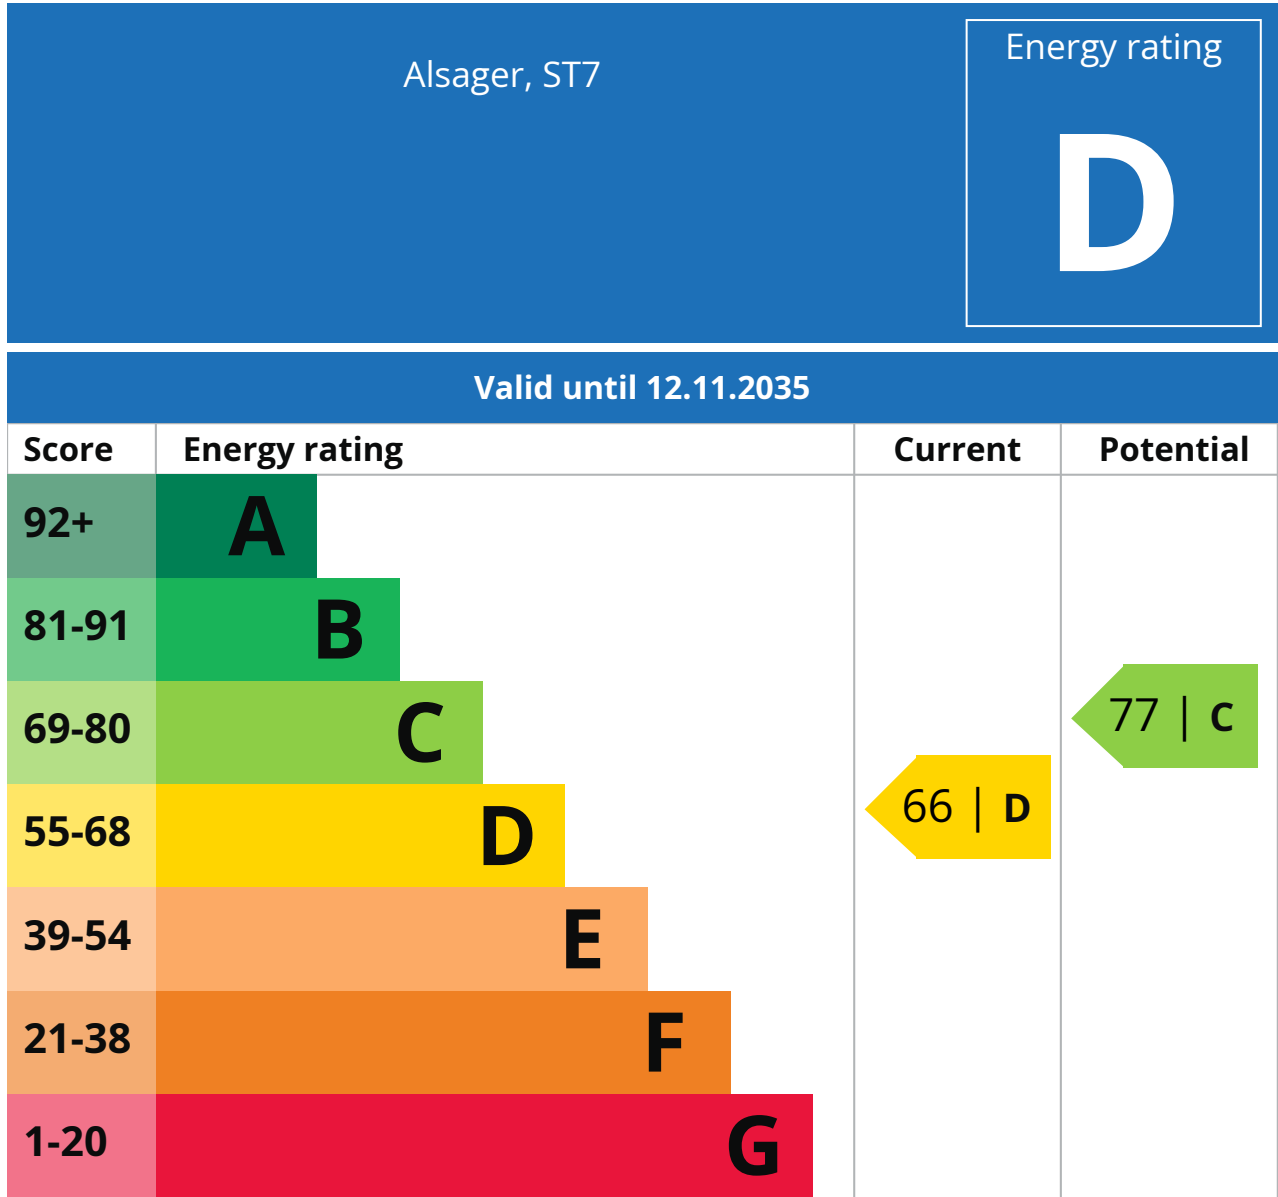 Alsager, ST7
Energy rating
D
Valid until 12.11.2035
Score Energy rating Current Potential
92+ A
81-91 B
69-80 C 77 | C
55-68 D 66 | D
39-54 E
21-38 F
1-20 G